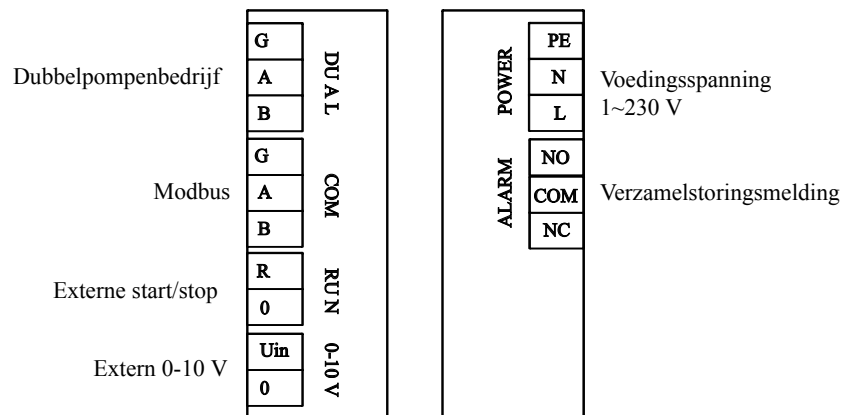 Dubbelpompenbedrijf
G
A
B
DUAL
Modbus
G
A
B
COM
Externe start/stop
R
0
RUN
Extern 0-10 V
Uin
0
0-10V
POWER
PE
N
L
Voedingsspanning
1~230 V
ALARM
NO
COM
NC
Verzamelstoringsmelding